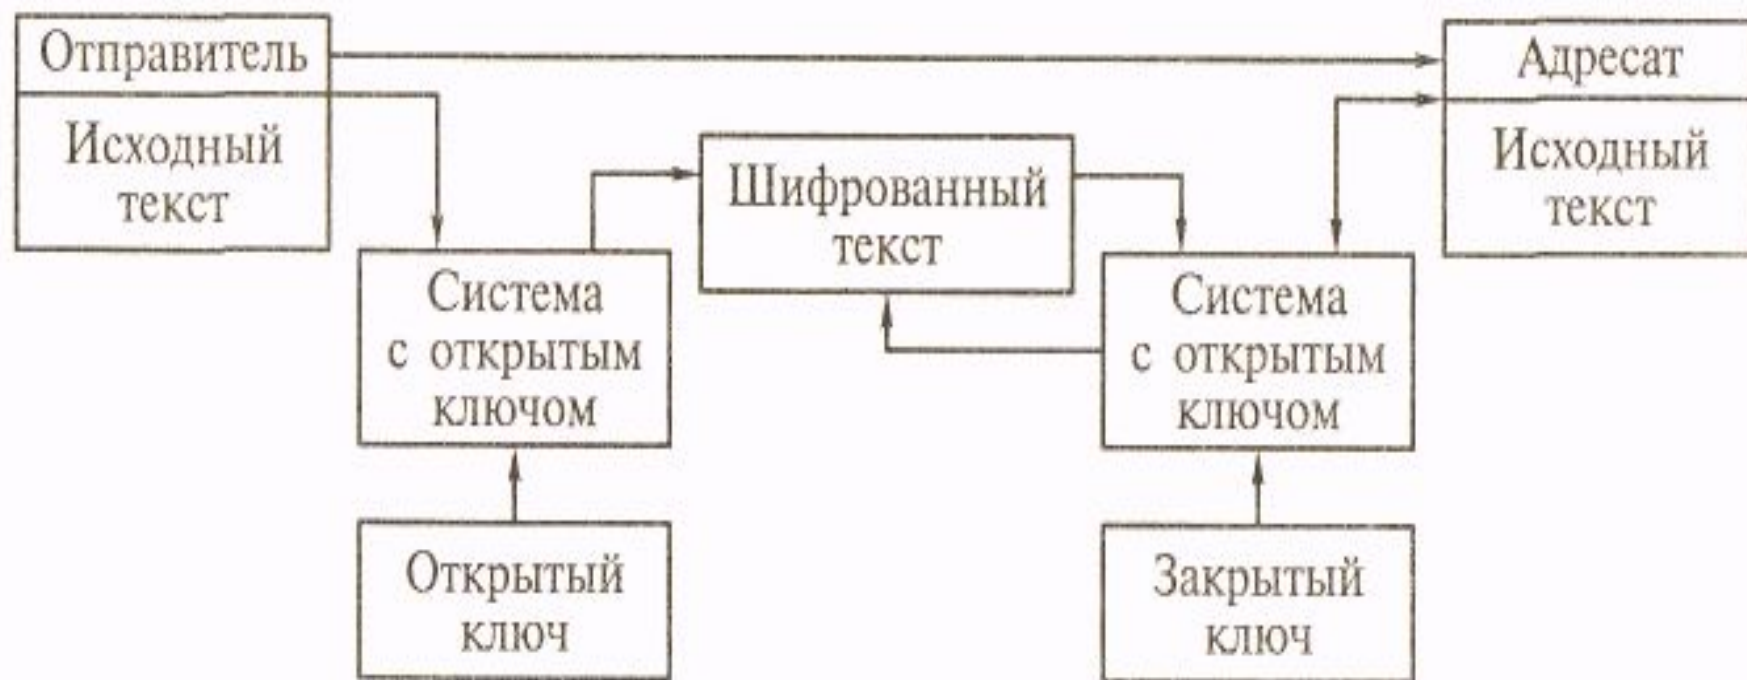 Отправитель
Исходный
текст
Адресат
Исходный
текст
Шифрованный
текст
Система
с открытым
ключом
Система
с открытым
ключом
Открытый
ключ
Закрытый
ключ